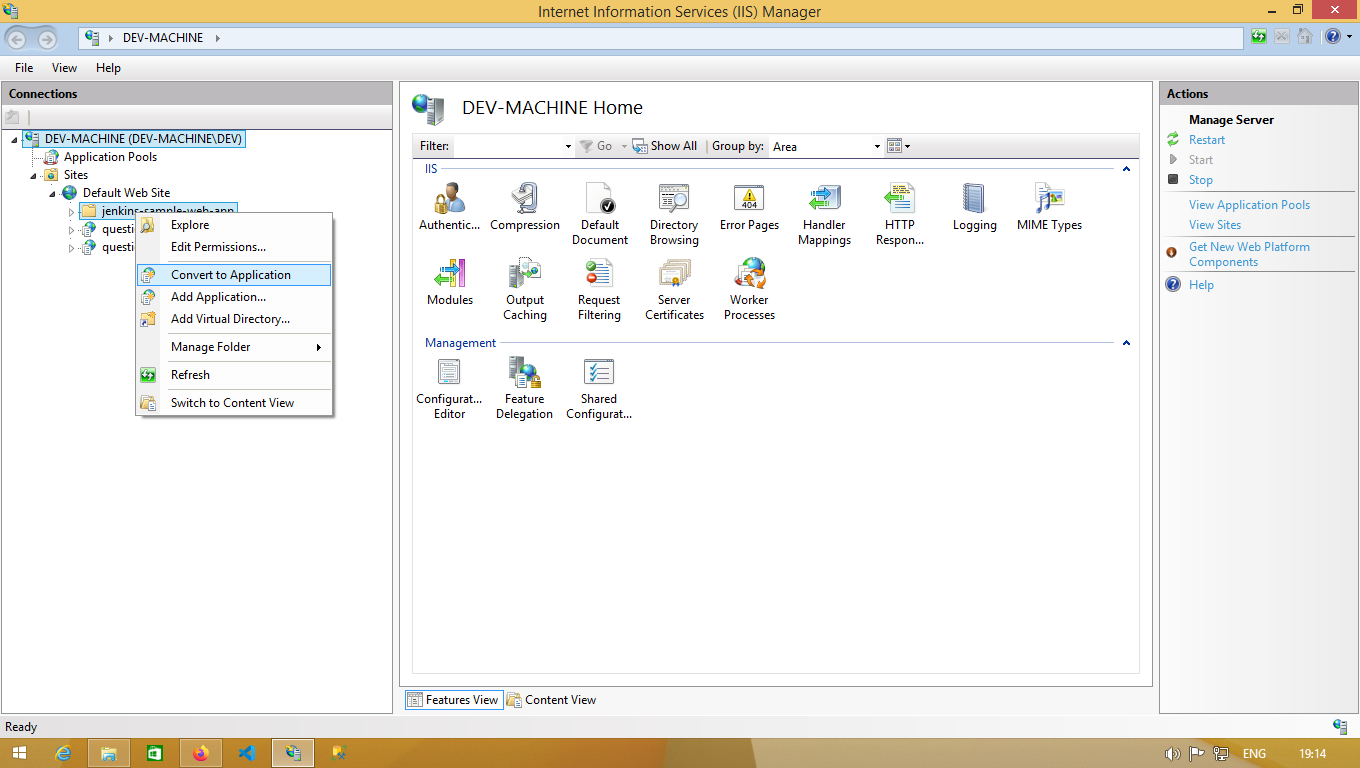 Internet Information Services (IIS) Manager
DEV-MACHINE
File View Help
Connections
DEV-MACHINE (DEV-MACHINE\DEV)
Application Pools
Sites
Default Web Site
jenkins-sample-web-app
questi
questi
Explore
Edit Permissions...
Convert to Application
Add Application...
Add Virtual Directory...
Manage Folder
Refresh
Switch to Content View
DEV-MACHINE Home
Filter: Go Show All Group by: Area
IIS
Authentic... Compression Default Document Directory Browsing Error Pages Handler Mappings HTTP Respon... Logging MIME Types
404
Modules Output Caching Request Filtering Server Certificates Worker Processes
Management
Configurat... Editor Feature Delegation Shared Configurat...
Features View Content View
Actions
Manage Server
Restart
Start
Stop
View Application Pools
View Sites
Get New Web Platform
Components
Help
Ready
ENG 19:14